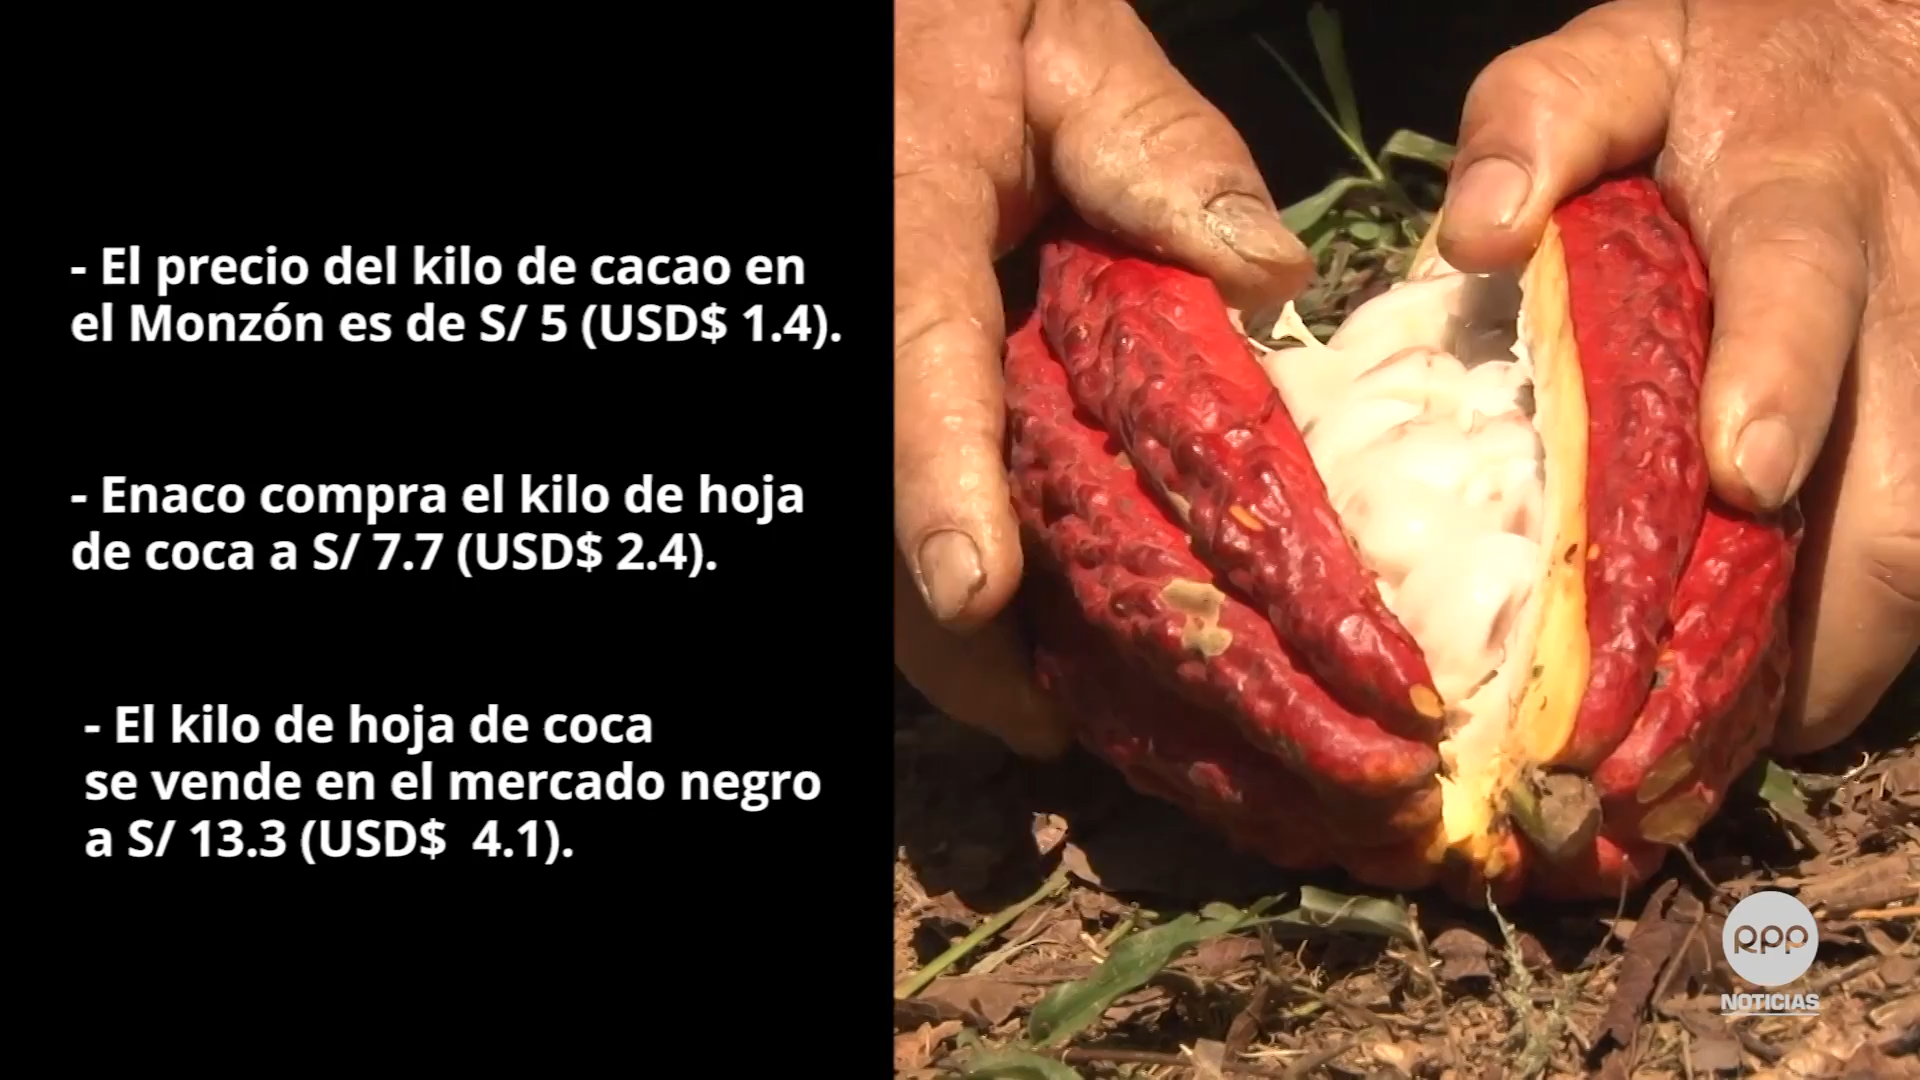 - El precio del kilo de cacao en
el Monzón es de S/ 5 (USD$ 1.4).
- Enaco compra el kilo de hoja
de coca a S/ 7.7 (USD$ 2.4).
- El kilo de hoja de coca
se vende en el mercado negro
a S/ 13.3 (USD$  4.1).
rpp
NOTICIAS